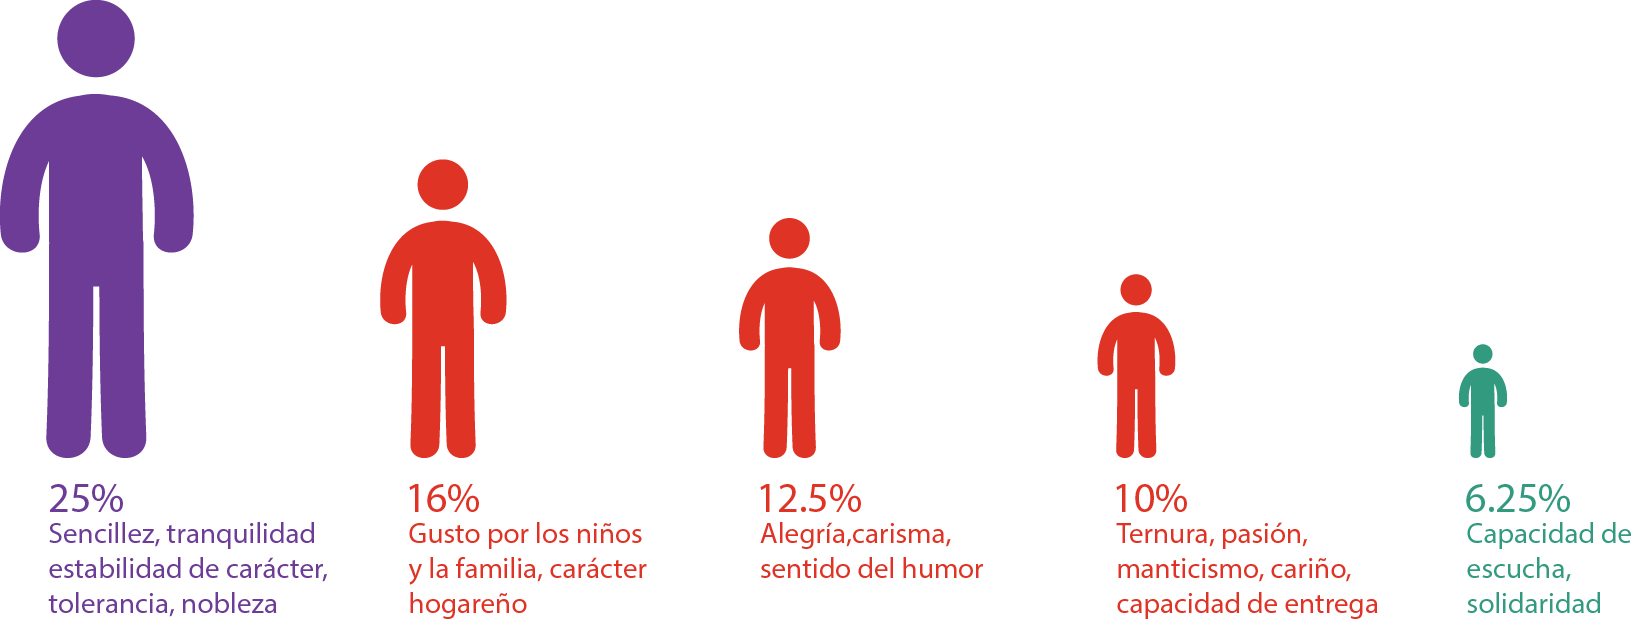 25%
Sencillez, tranquilidad
estabilidad de carácter,
tolerancia, nobleza
16%
Gusto por los niños
y la familia, carácter
hogareño
12.5%
Alegría,carisma,
sentido del humor
10%
Ternura, pasión,
manticismo, cariño,
capacidad de entrega
6.25%
Capacidad de
escucha,
solidaridad